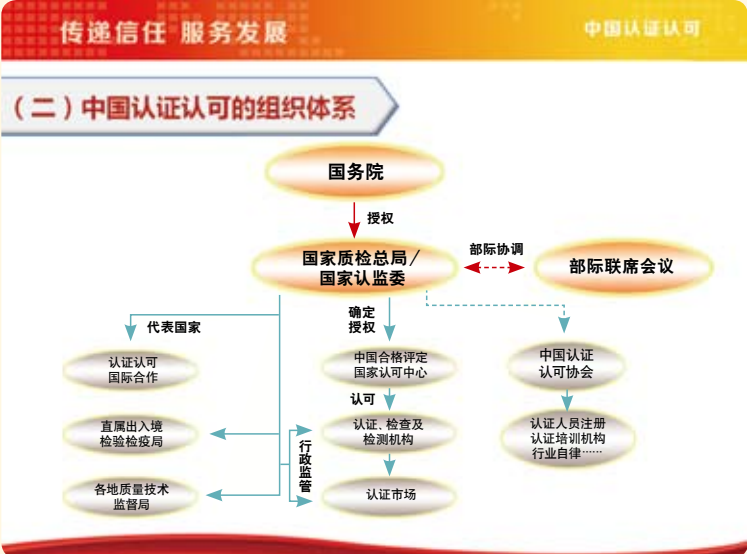 传递信任 服务发展
中国认证认可
（二）中国认证认可的组织体系
国务院
授权
国家质检总局/
国家认监委
部际协调
部际联席会议
代表国家
确定
授权
认证认可
国际合作
中国合格评定
国家认可中心
中国认证
认可协会
认可
直属出入境
检验检疫局
认证、检查及
检测机构
认证人员注册
认证培训机构
行业自律……
行政监管
各地质量技术
监督局
认证市场